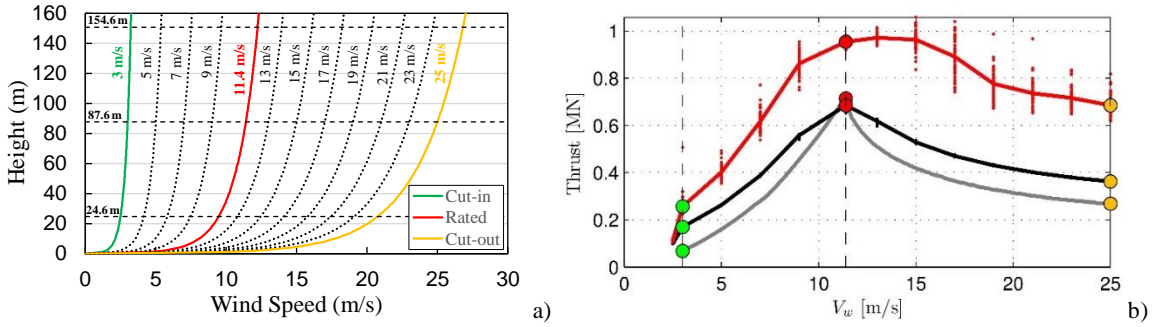 160
140
120
100
80
60
40
20
0
Height (m)
154.6 m
87.6 m
24.6 m
3 m/s
5 m/s
7 m/s
9 m/s
11.4 m/s
13 m/s
15 m/s
17 m/s
19 m/s
21 m/s
23 m/s
25 m/s
Cut-in
Rated
Cut-out
0 5 10 15 20 25 30
Wind Speed (m/s)
a)
1
0.8
0.6
0.4
0.2
0
Thrust [MN]
0 5 10 15 20 25
V_w [m/s]
b)